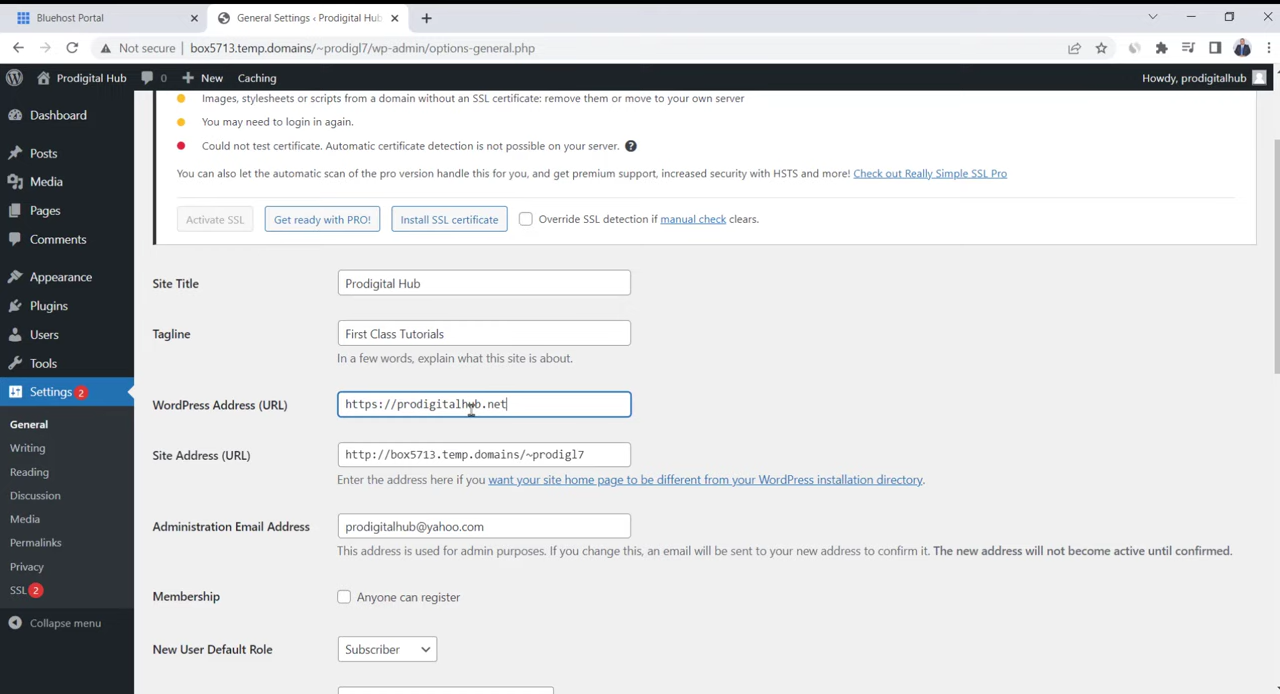 Bluehost Portal
General Settings ‹ Prodigital Hub
Not secure | box5713.temp.domains/~prodigl7/wp-admin/options-general.php
Prodigital Hub 0 New Caching Howdy, prodigitalhub
Dashboard
Posts
Media
Pages
Comments
Appearance
Plugins
Users
Tools
Settings 2
General
Writing
Reading
Discussion
Media
Permalinks
Privacy
SSL 2
Collapse menu
Images, stylesheets or scripts from a domain without an SSL certificate: remove them or move to your own server
You may need to login in again.
Could not test certificate. Automatic certificate detection is not possible on your server. ?
You can also let the automatic scan of the pro version handle this for you, and get premium support, increased security with HSTS and more! Check out Really Simple SSL Pro
Activate SSL Get ready with PRO! Install SSL certificate Override SSL detection if manual check clears.
Site Title Prodigital Hub
Tagline First Class Tutorials
In a few words, explain what this site is about.
WordPress Address (URL) https://prodigitalhub.net
Site Address (URL) http://box5713.temp.domains/~prodigl7
Enter the address here if you want your site home page to be different from your WordPress installation directory.
Administration Email Address prodigitalhub@yahoo.com
This address is used for admin purposes. If you change this, an email will be sent to your new address to confirm it. The new address will not become active until confirmed.
Membership Anyone can register
New User Default Role Subscriber